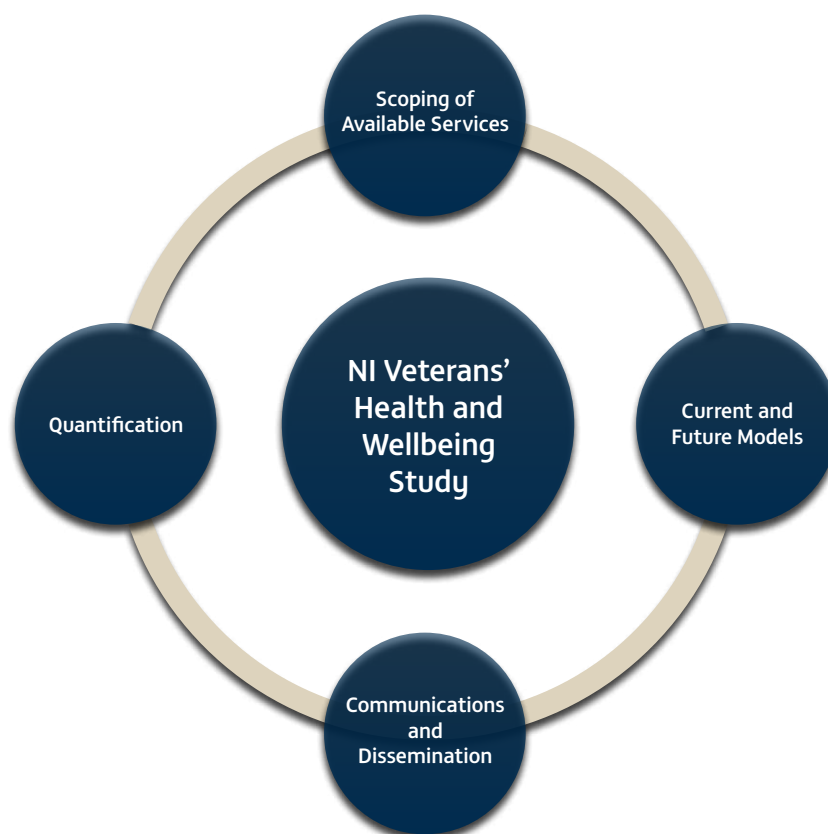 Scoping of
Available Services
NI Veterans’
Health and
Wellbeing
Study
Quantification
Current and
Future Models
Communications
and
Dissemination